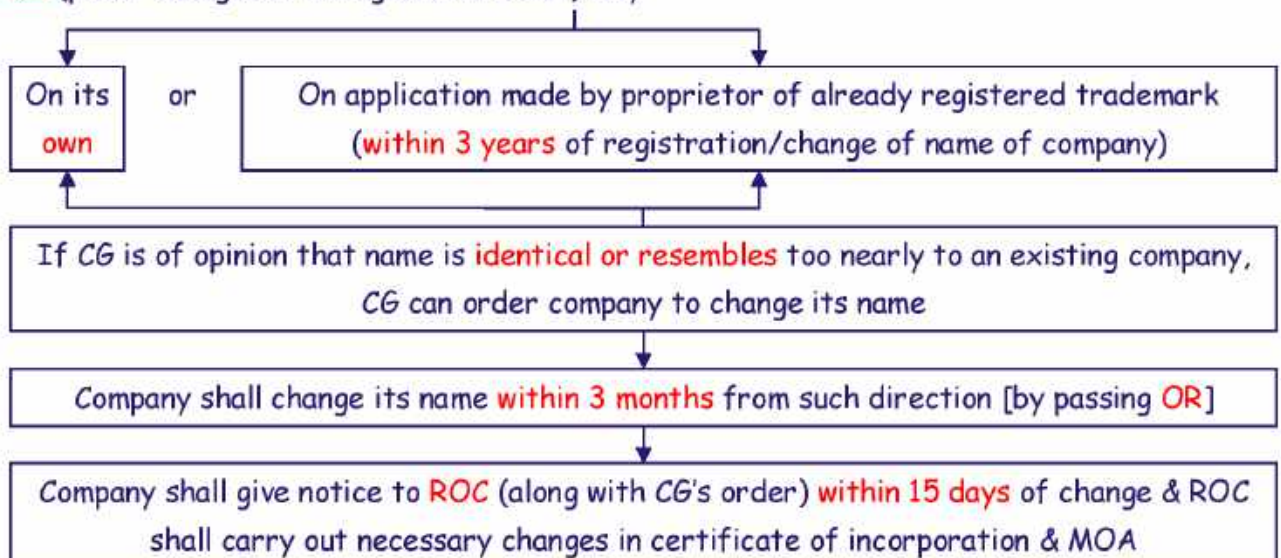 On its
own
or
On application made by proprietor of already registered trademark
(within 3 years of registration/change of name of company)
If CG is of opinion that name is identical or resembles too nearly to an existing company,
CG can order company to change its name
Company shall change its name within 3 months from such direction [by passing OR]
Company shall give notice to ROC (along with CG's order) within 15 days of change & ROC
shall carry out necessary changes in certificate of incorporation & MOA